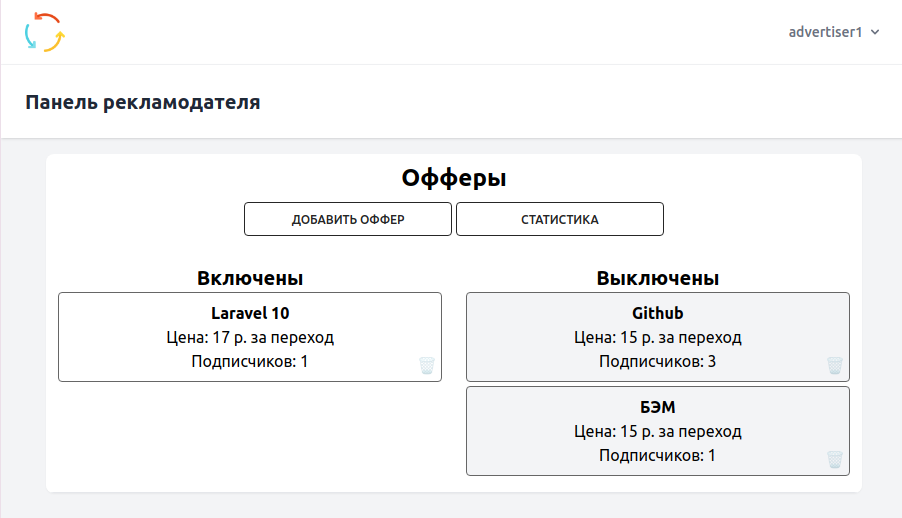 advertiser1
Панель рекламодателя
Офферы
ДОБАВИТЬ ОФФЕР
СТАТИСТИКА
Включены
Laravel 10
Цена: 17 р. за переход
Подписчиков: 1
Выключены
Github
Цена: 15 р. за переход
Подписчиков: 3
БЭМ
Цена: 15 р. за переход
Подписчиков: 1